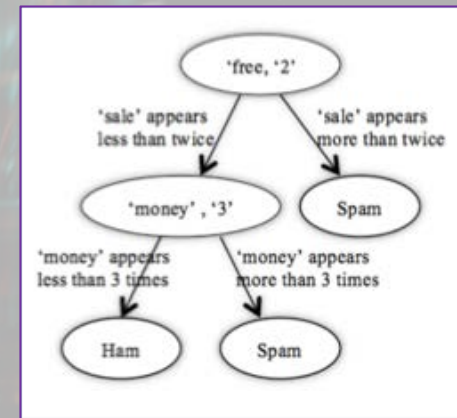 ‘free, ‘2’
‘sale’ appears
less than twice
‘sale’ appears
more than twice
‘money’ , ‘3’
Spam
‘money’ appears
less than 3 times
‘money’ appears
more than 3 times
Ham
Spam